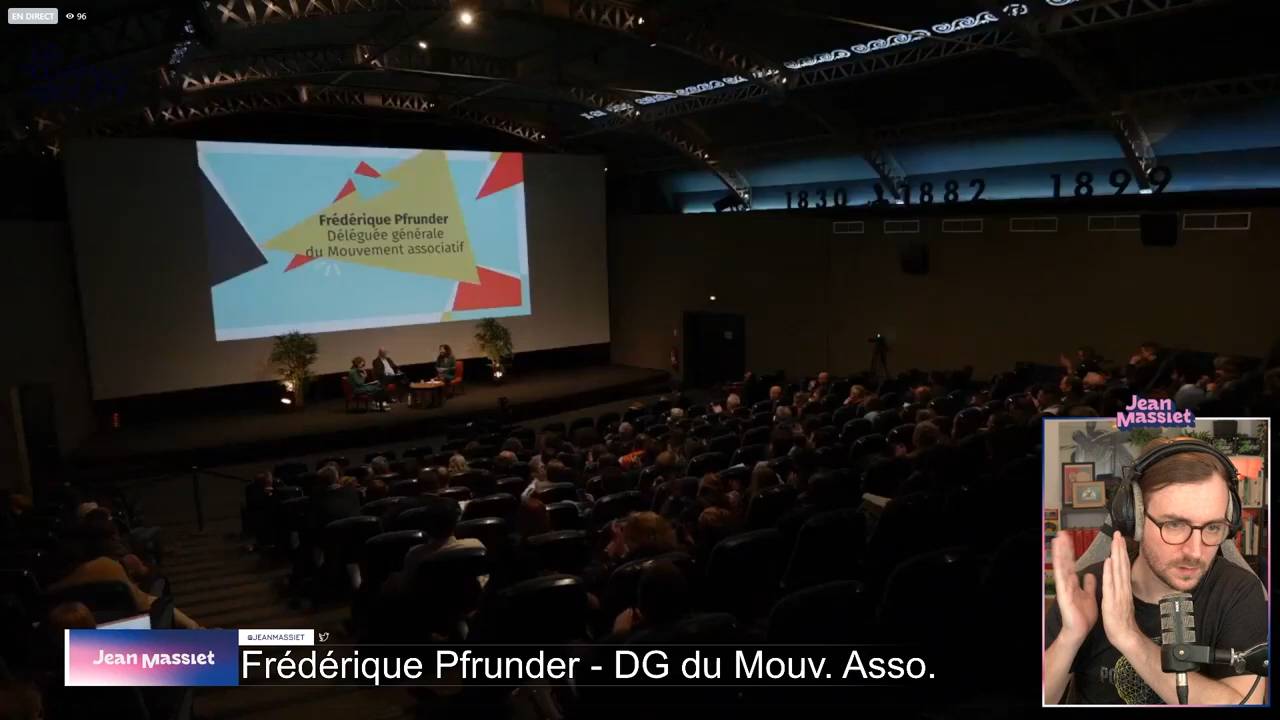 EN DIRECT
96
1830
1882
1899
Frédérique Pfrunder
Déléguée générale
du Mouvement associatif
Jean
Massiet
@JEANMASSIET
Jean Massiet
Frédérique Pfrunder - DG du Mouv. Asso.